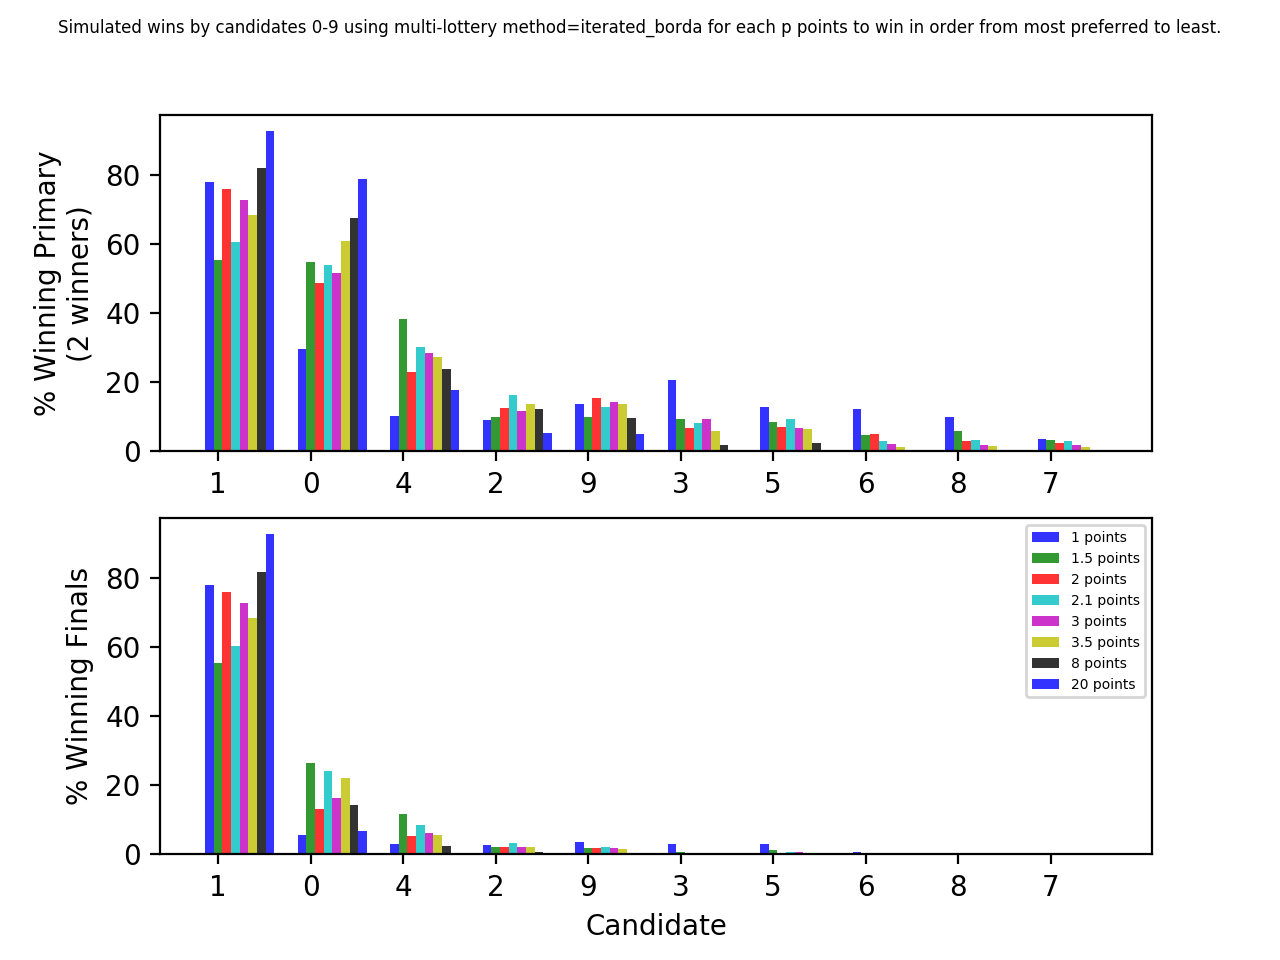 Simulated wins by candidates 0-9 using multi-lottery method=iterated_borda for each p points to win in order from most preferred to least.
% Winning Primary
(2 winners)
80
60
40
20
0
1 0 4 2 9 3 5 6 8 7
% Winning Finals
80
60
40
20
0
1 points
1.5 points
2 points
2.1 points
3 points
3.5 points
8 points
20 points
1 0 4 2 9 3 5 6 8 7
Candidate